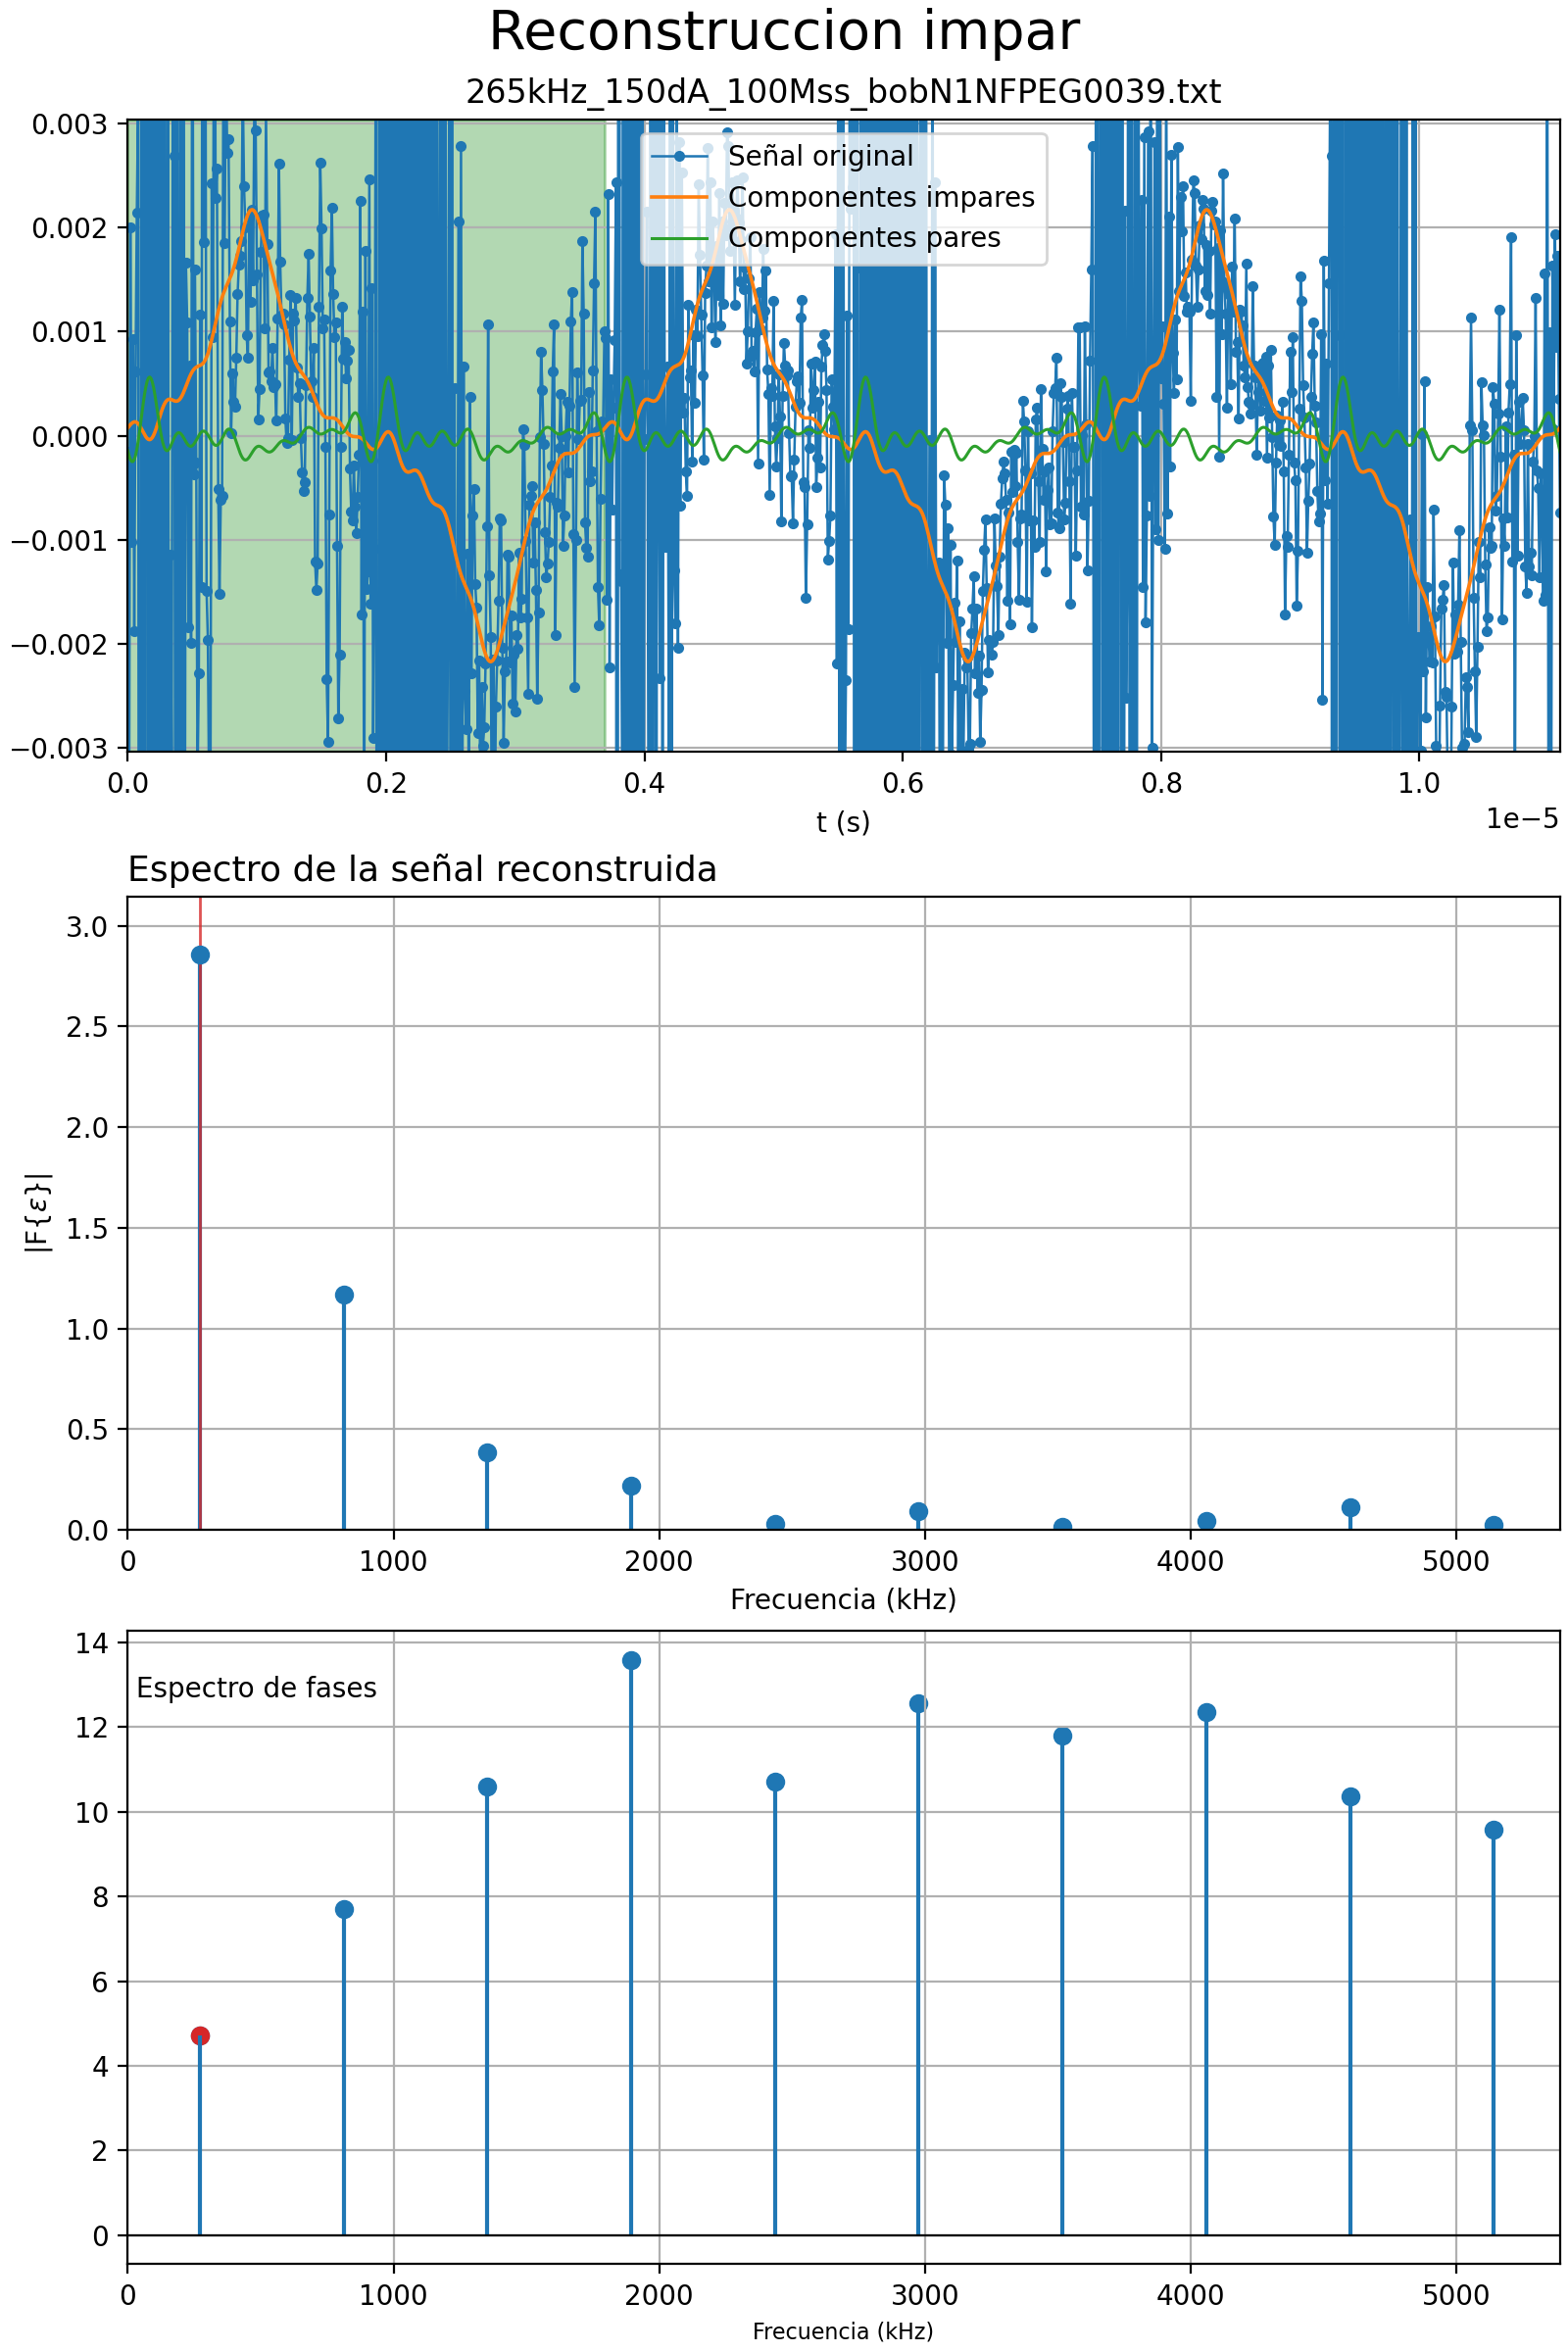 Reconstruccion impar
265kHz_150dA_100Mss_bobN1NFPEG0039.txt
0.003
0.002
0.001
0.000
−0.001
−0.002
−0.003
Señal original
Componentes impares
Componentes pares
0.0 0.2 0.4 0.6 0.8 1.0
1e−5
t (s)
Espectro de la señal reconstruida
3.0
2.5
2.0
1.5
1.0
0.5
0.0
|F{ε}|
0 1000 2000 3000 4000 5000
Frecuencia (kHz)
Espectro de fases
14
12
10
8
6
4
2
0
0 1000 2000 3000 4000 5000
Frecuencia (kHz)